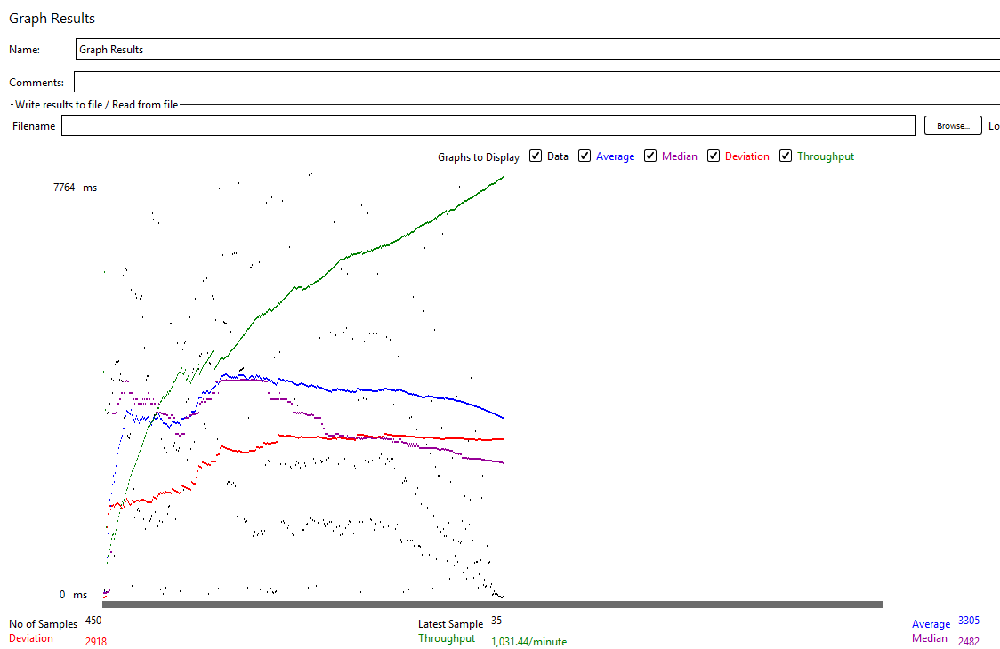 Graph Results
Name: Graph Results
Comments:
Write results to file / Read from file
Filename Browse... Lo
Graphs to Display Data Average Median Deviation Throughput
7764 ms
0 ms
No of Samples 450 Latest Sample 35 Average 3305
Deviation 2918 Throughput 1,031.44/minute Median 2482